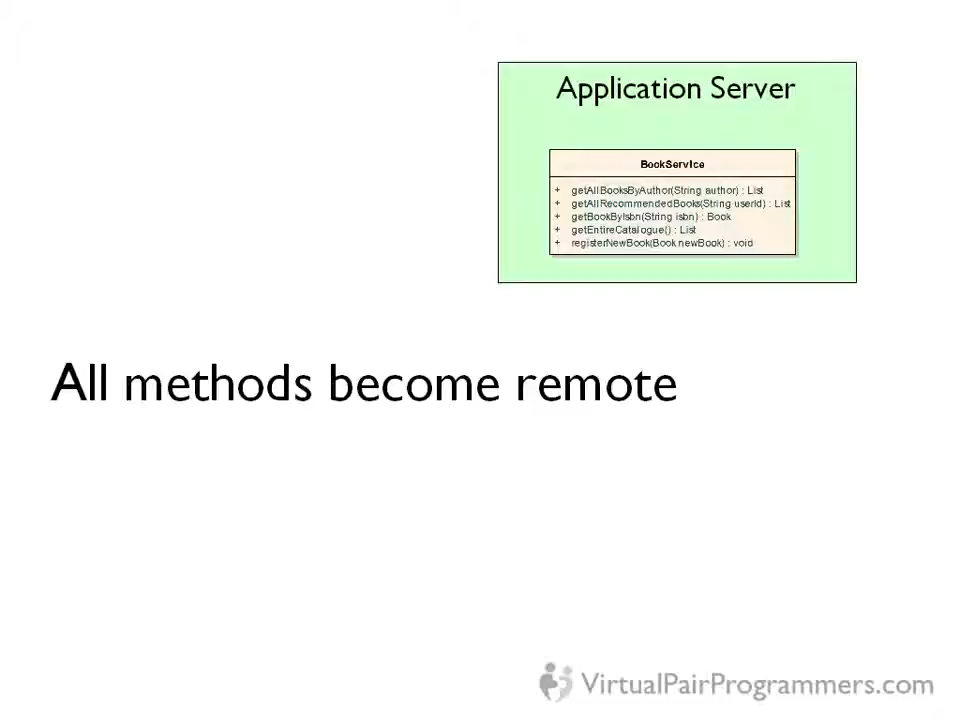 Application Server
BookService
+ getAllBooksByAuthor(String author) : List
+ getAllRecommendedBooks(String userId) : List
+ getBookByIsbn(String isbn) : Book
+ getEntireCatalogue() : List
+ registerNewBook(Book newBook) : void
All methods become remote
VirtualPairProgrammers.com